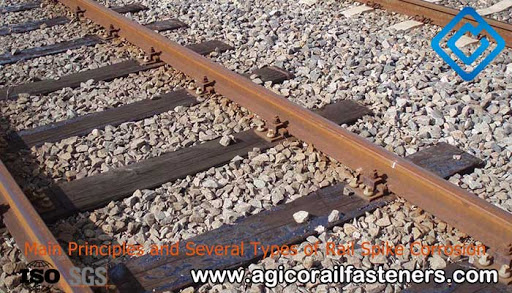 Main Principles and Several Types of Rail Spike Corrosion
ISO SGS
www.agicorailfasteners.com